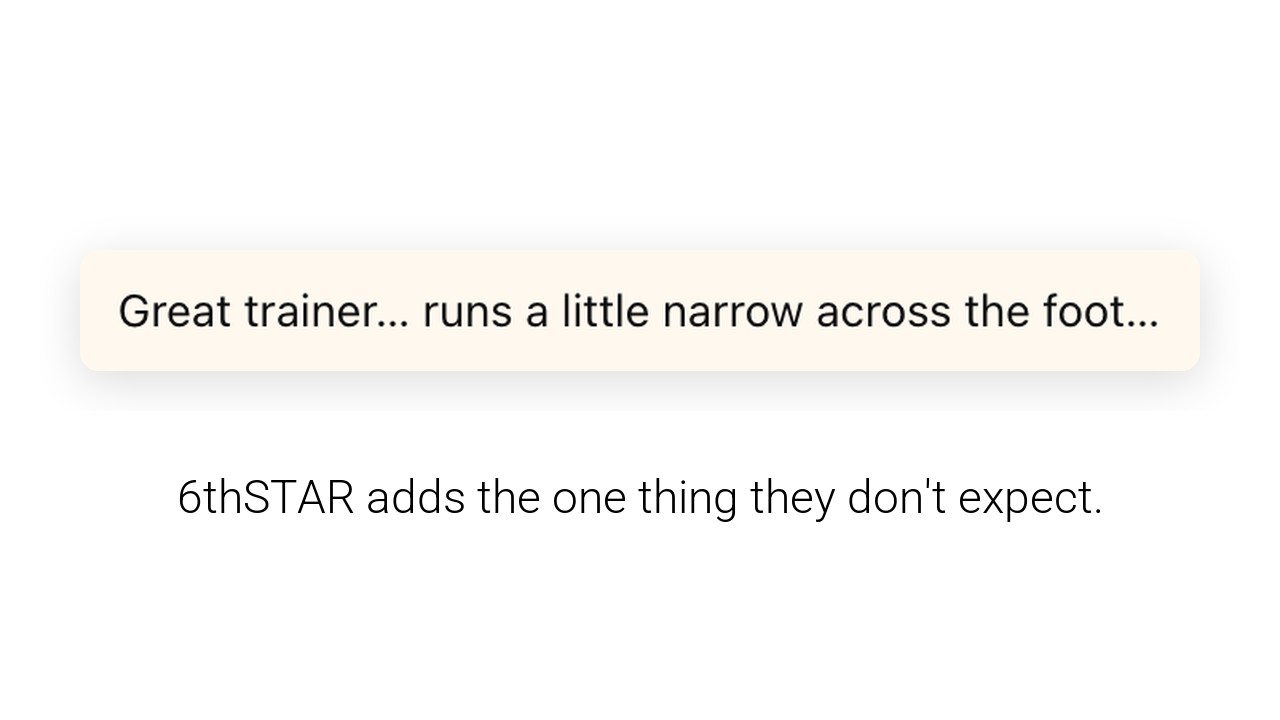 Great trainer... runs a little narrow across the foot...
6thSTAR adds the one thing they don't expect.